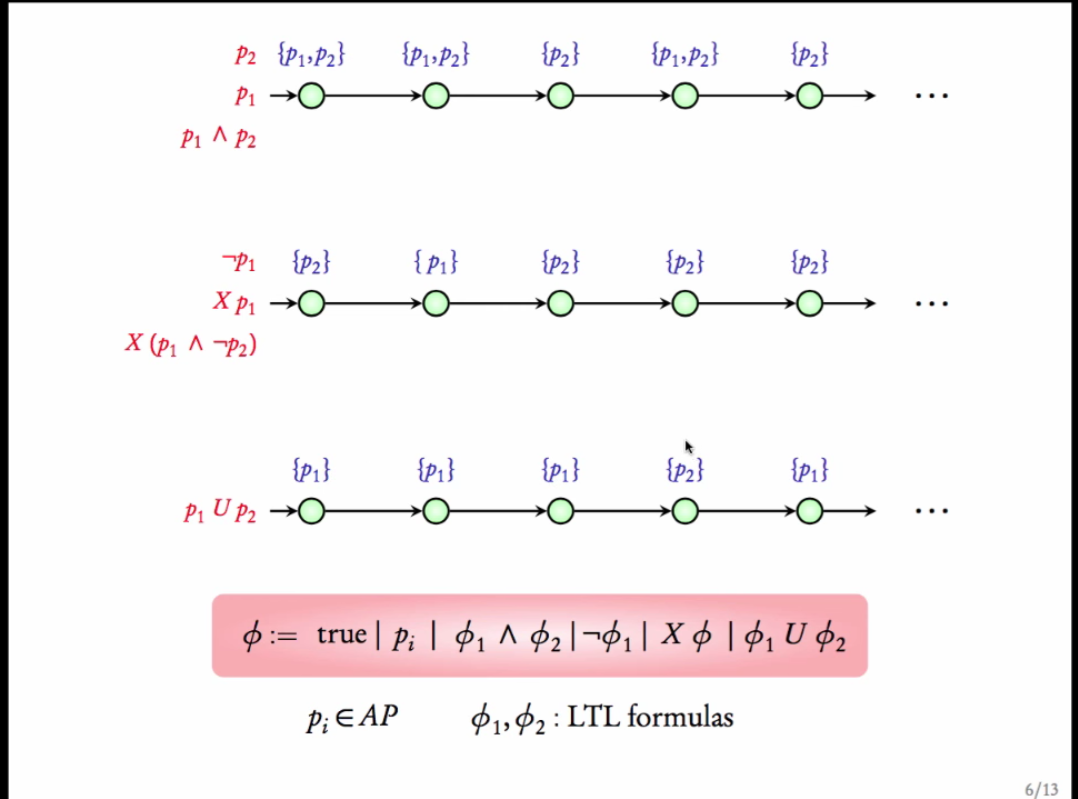 p₂ {p₁,p₂} {p₁,p₂} {p₂} {p₁,p₂} {p₂}
p₁ ···
p₁ ∧ p₂
¬p₁ {p₂} {p₁} {p₂} {p₂} {p₂}
X p₁ ···
X (p₁ ∧ ¬p₂)
{p₁} {p₁} {p₁} {p₂} {p₁}
p₁ U p₂ ···
ϕ := true | pᵢ | ϕ₁ ∧ ϕ₂ | ¬ϕ₁ | X ϕ | ϕ₁ U ϕ₂
pᵢ ∈ AP ϕ₁, ϕ₂ : LTL formulas
6/13